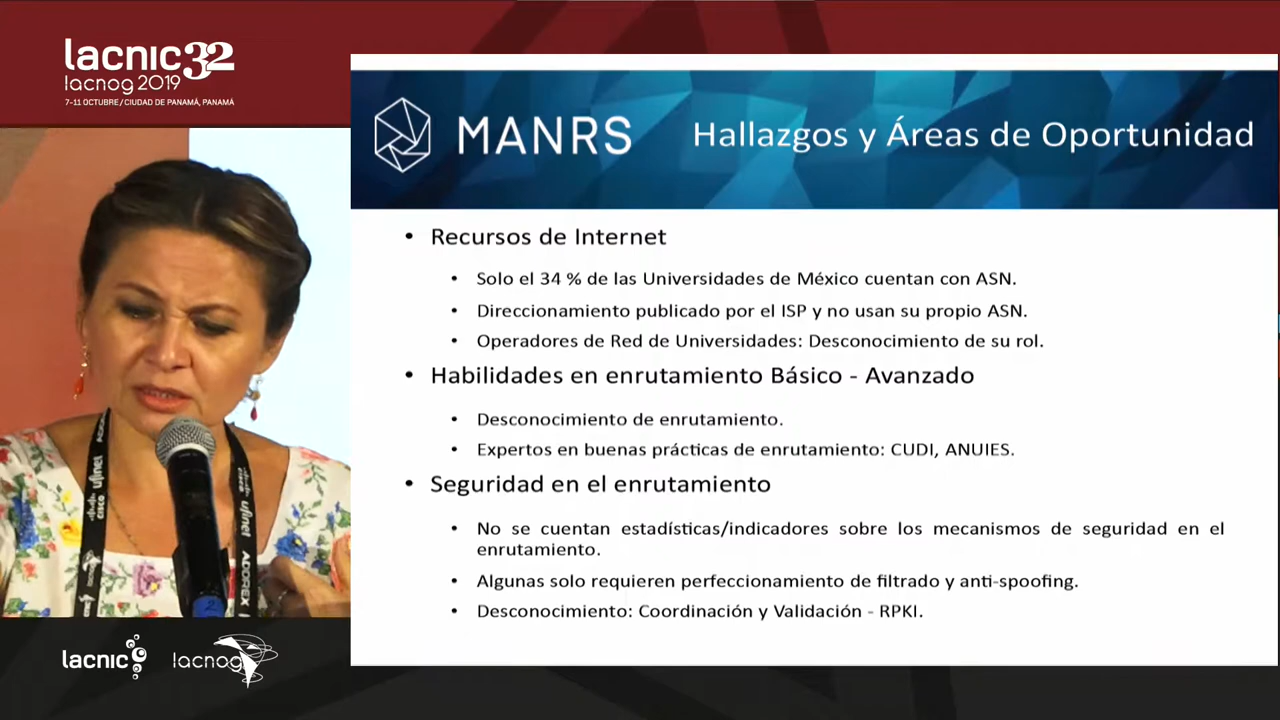 lacnic32
lacnog 2019
7-11 OCTUBRE / CIUDAD DE PANAMÁ, PANAMÁ
MANRS
Hallazgos y Áreas de Oportunidad
• Recursos de Internet
• Solo el 34 % de las Universidades de México cuentan con ASN.
• Direccionamiento publicado por el ISP y no usan su propio ASN.
• Operadores de Red de Universidades: Desconocimiento de su rol.
• Habilidades en enrutamiento Básico - Avanzado
• Desconocimiento de enrutamiento.
• Expertos en buenas prácticas de enrutamiento: CUDI, ANUIES.
• Seguridad en el enrutamiento
• No se cuentan estadísticas/indicadores sobre los mecanismos de seguridad en el
enrutamiento.
• Algunas solo requieren perfeccionamiento de filtrado y anti-spoofing.
• Desconocimiento: Coordinación y Validación - RPKI.
ufinet
cisco
ufinet
ADOREX
2
lacnic
lacnog